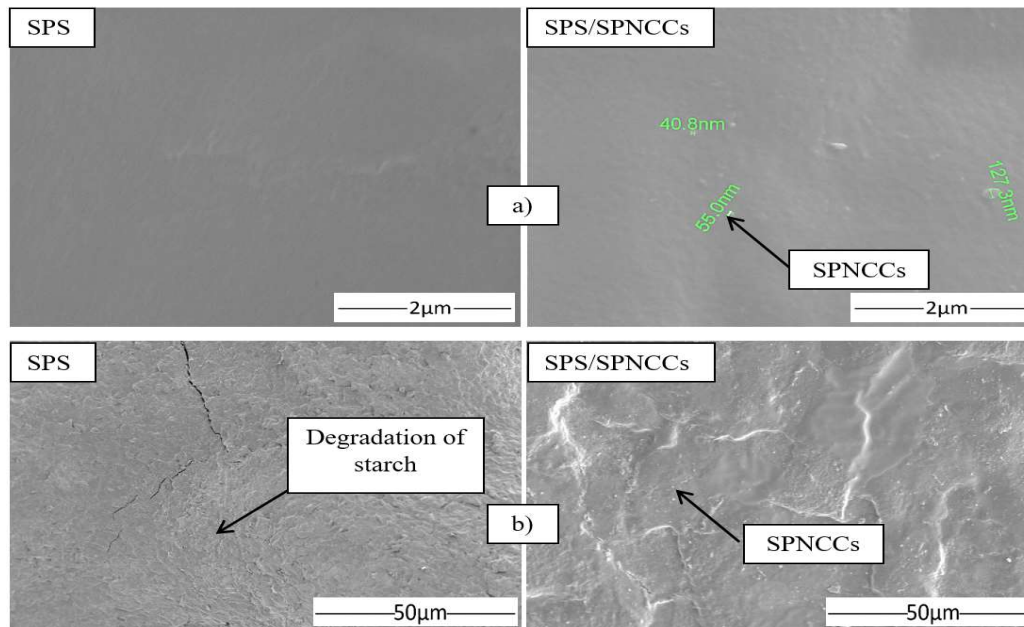 SPS
SPS/SPNCCs
40.8nm
55.0nm
127.3nm
a)
SPNCCs
2μm
2μm
SPS
SPS/SPNCCs
Degradation of
starch
b)
SPNCCs
50μm
50μm